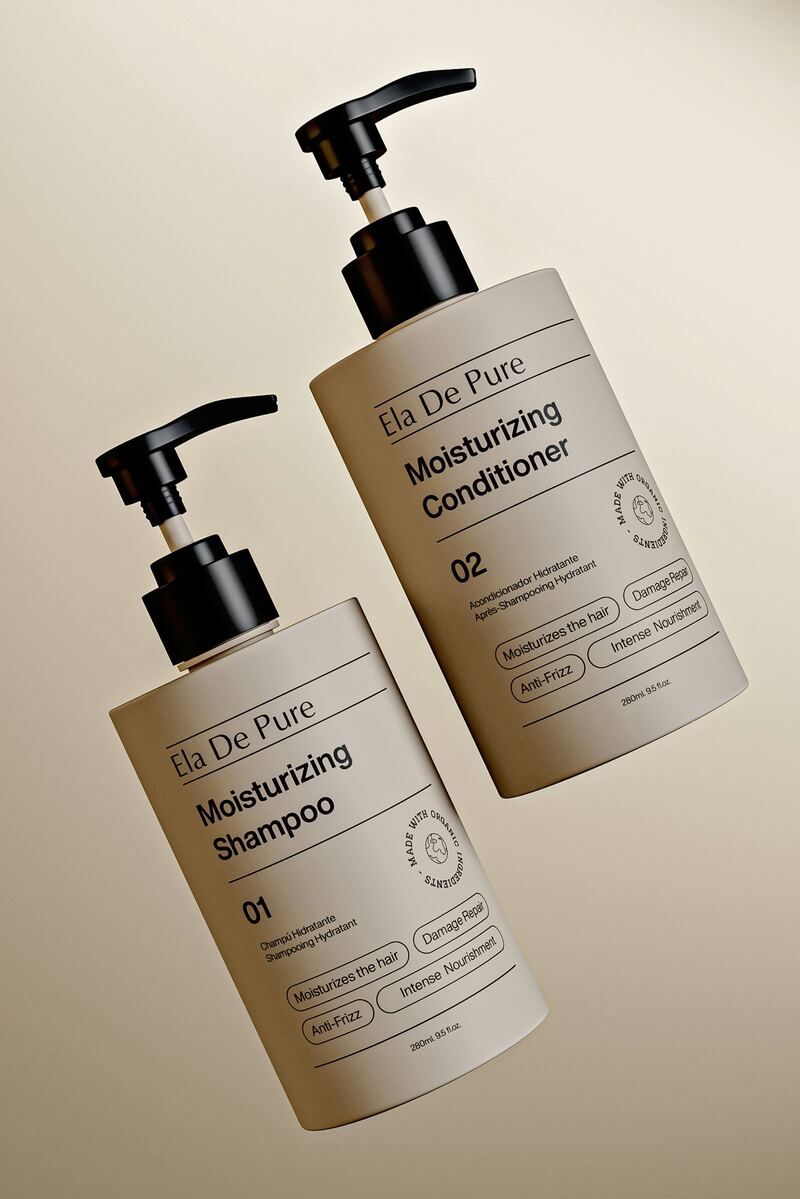 Ela De Pure
Moisturizing
Conditioner
MADE WITH ORGANIC INGREDIENTS •
02
Acondicionador Hidratante
Après-Shampooing Hydratant
Moisturizes the hair
Damage Repair
Anti-Frizz
Intense Nourishment
280ml. 9.5 fl.oz.
Ela De Pure
Moisturizing
Shampoo
MADE WITH ORGANIC INGREDIENTS •
01
Champú Hidratante
Shampooing Hydratant
Moisturizes the hair
Damage Repair
Anti-Frizz
Intense Nourishment
280ml. 9.5 fl.oz.